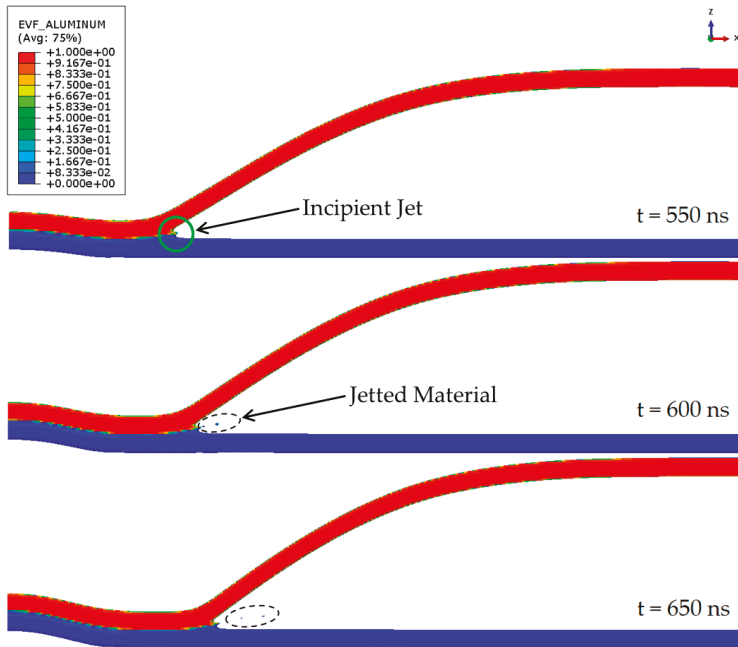 EVF_ALUMINUM
(Avg: 75%)
+1.000e+00
+9.167e-01
+8.333e-01
+7.500e-01
+6.667e-01
+5.833e-01
+5.000e-01
+4.167e-01
+3.333e-01
+2.500e-01
+1.667e-01
+8.333e-02
+0.000e+00
z
x
Incipient Jet
t = 550 ns
Jetted Material
t = 600 ns
t = 650 ns